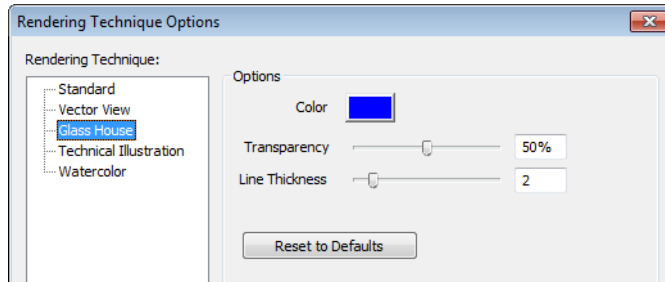 Rendering Technique Options
Rendering Technique:
Standard
Vector View
Glass House
Technical Illustration
Watercolor
Options
Color
Transparency 50%
Line Thickness 2
Reset to Defaults